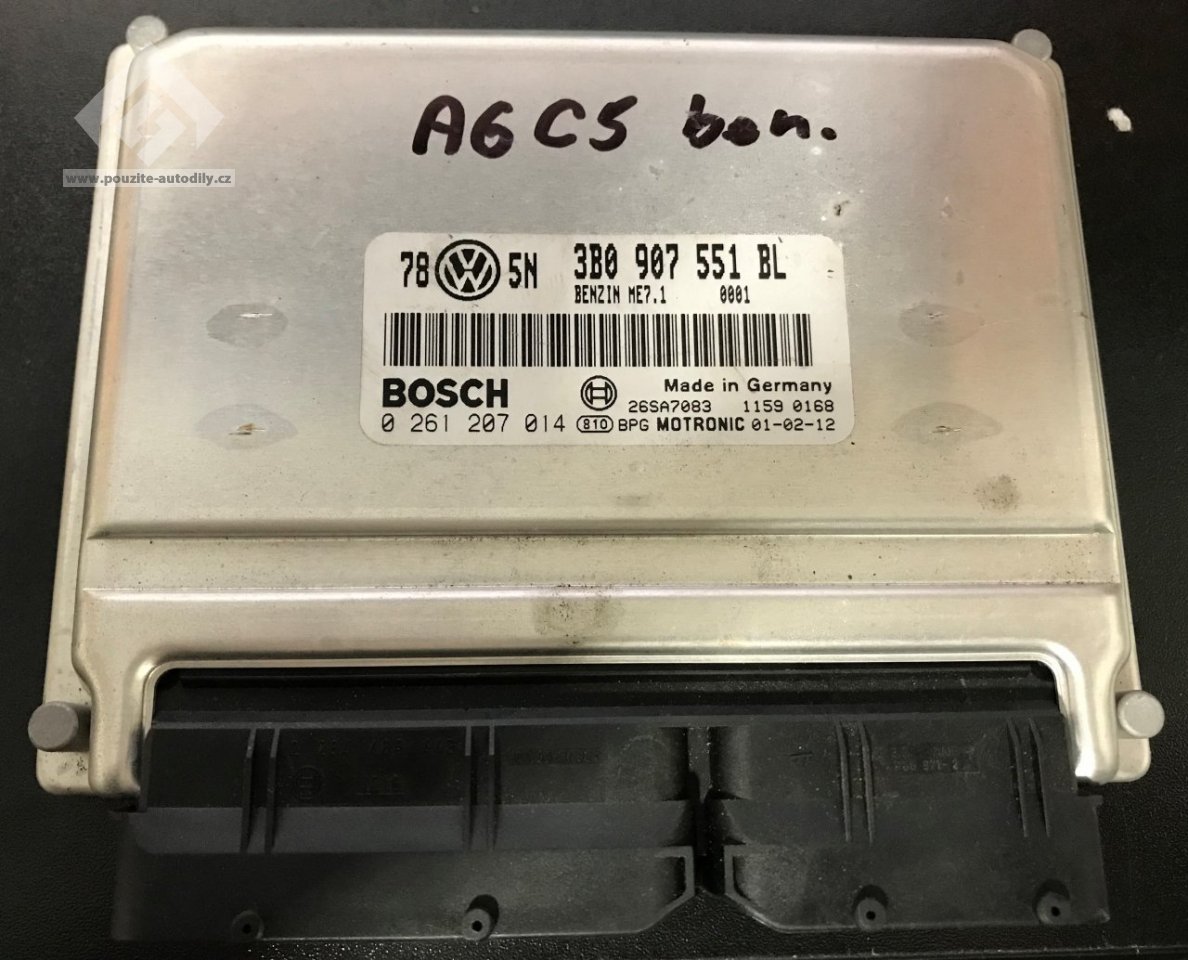 A6 C5 ben.
www.pouzite-autodily.cz
78 VW 5N 3B0 907 551 BL
BENZIN ME7.1 0001
BOSCH Made in Germany
26SA7083 1159 0168
0 261 207 014 810 BPG MOTRONIC 01-02-12